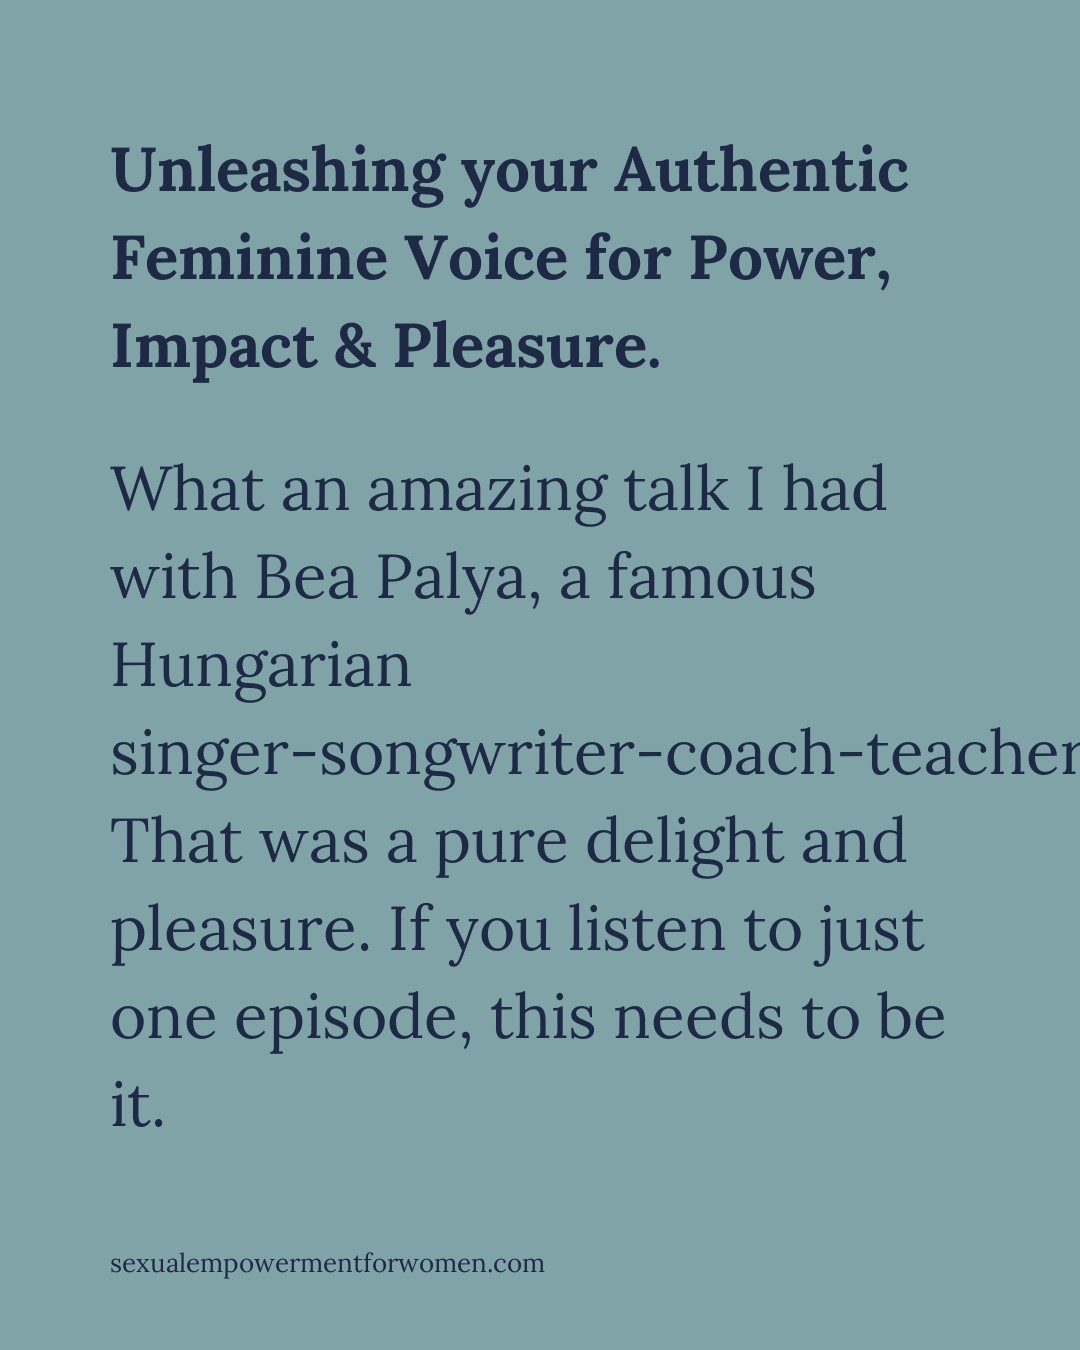 Unleashing your Authentic
Feminine Voice for Power,
Impact & Pleasure.
What an amazing talk I had
with Bea Palya, a famous
Hungarian
singer-songwriter-coach-teacher
That was a pure delight and
pleasure. If you listen to just
one episode, this needs to be
it.
sexualempowermentforwomen.com